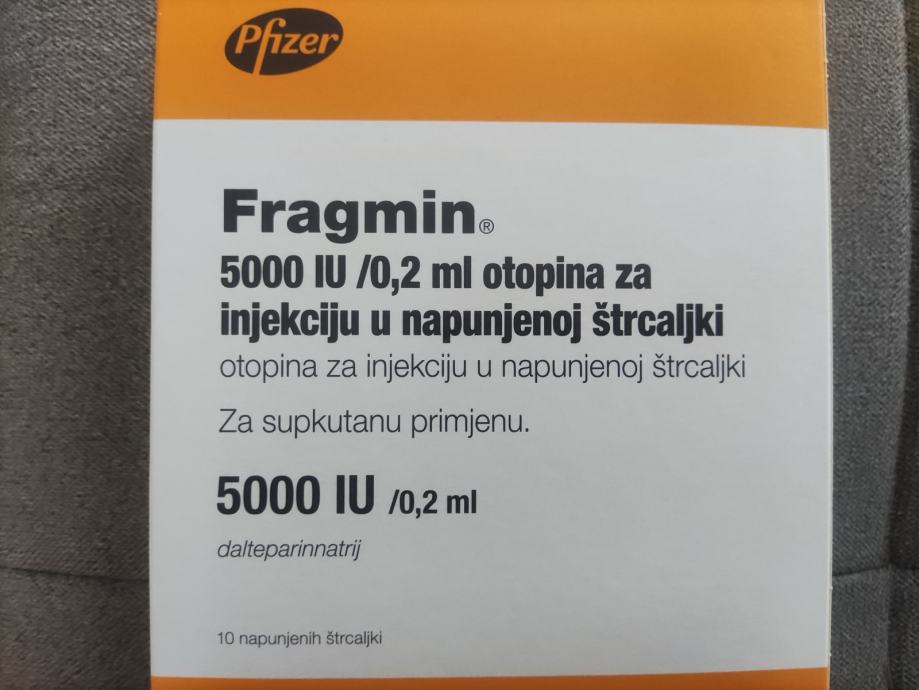 Pfizer
Fragmin®
5000 IU /0,2 ml otopina za
injekciju u napunjenoj štrcaljki
otopina za injekciju u napunjenoj štrcaljki
Za supkutanu primjenu.
5000 IU /0,2 ml
dalteparinnatrij
10 napunjenih štrcaljki